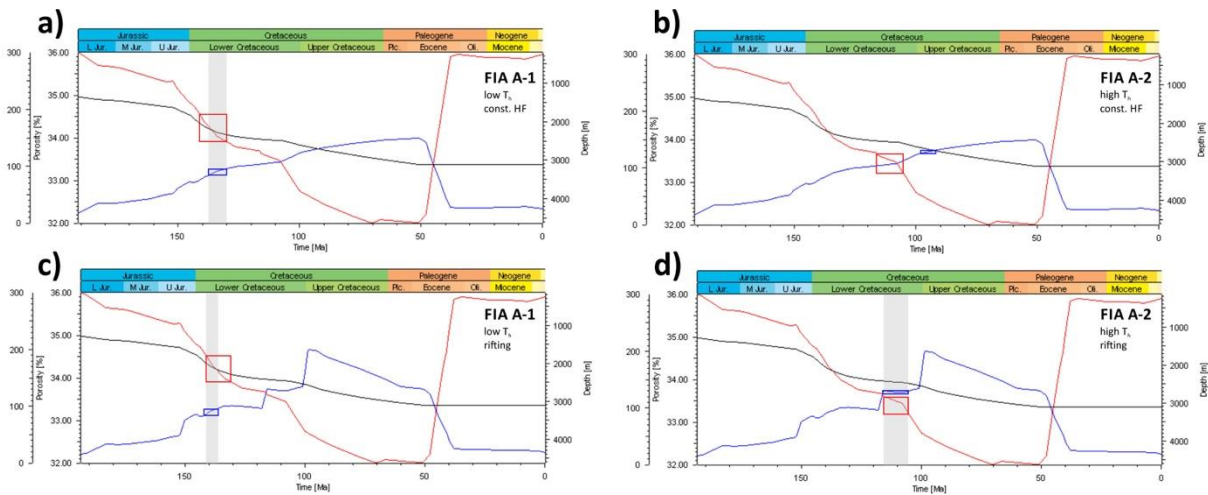 a)
Jurassic Cretaceous Paleogene Neogene
L Jur. M Jur. U Jur. Lower Cretaceous Upper Cretaceous Plc. Eocene Oli. Miocene
300 200 100 0
Porosity [%]
36.00 35.00 34.00 33.00 32.00
FIA A-1
low Th
const. HF
1000 2000 3000 4000
Depth [m]
150 100 50 0
Time [Ma]
b)
Jurassic Cretaceous Paleogene Neogene
L Jur. M Jur. U Jur. Lower Cretaceous Upper Cretaceous Plc. Eocene Oli. Miocene
300 200 100 0
Porosity [%]
36.00 35.00 34.00 33.00 32.00
FIA A-2
high Th
const. HF
1000 2000 3000 4000
Depth [m]
150 100 50 0
Time [Ma]
c)
Jurassic Cretaceous Paleogene Neogene
L Jur. M Jur. U Jur. Lower Cretaceous Upper Cretaceous Plc. Eocene Oli. Miocene
300 200 100 0
Porosity [%]
36.00 35.00 34.00 33.00 32.00
FIA A-1
low Th
rifting
1000 2000 3000 4000
Depth [m]
150 100 50 0
Time [Ma]
d)
Jurassic Cretaceous Paleogene Neogene
L Jur. M Jur. U Jur. Lower Cretaceous Upper Cretaceous Plc. Eocene Oli. Miocene
300 200 100 0
Porosity [%]
36.00 35.00 34.00 33.00 32.00
FIA A-2
high Th
rifting
1000 2000 3000 4000
Depth [m]
150 100 50 0
Time [Ma]